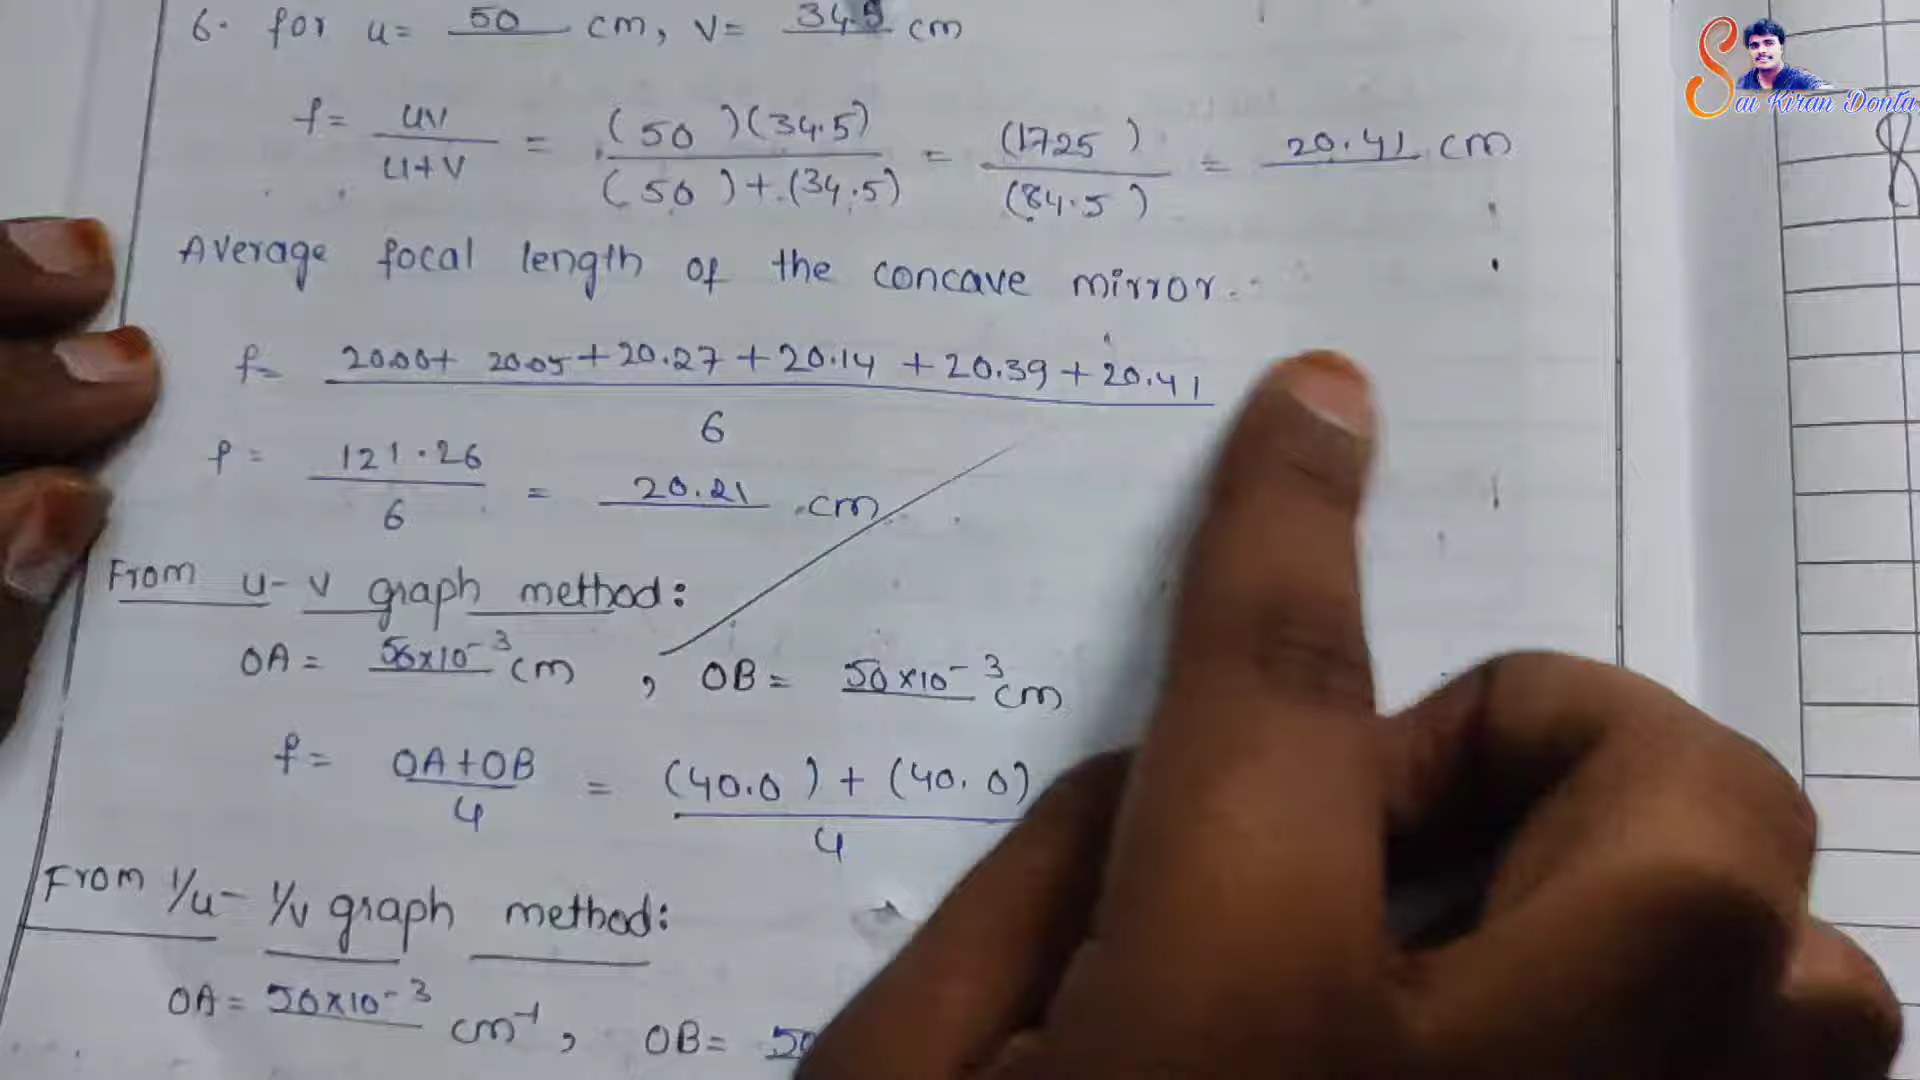 6. for u= 50 cm, v= 34.5 cm
f= uv / u+v = (50)(34.5) / (50)+(34.5) = (1725) / (84.5) = 20.41 cm
Average focal length of the concave mirror.
f= 20.00+ 20.05+20.27+20.14+20.39+20.41 / 6
f= 121.26 / 6 = 20.21 cm
From u-v graph method:
OA= 50x10-3 cm, OB= 50x10-3 cm
f= OA+OB / 4 = (40.0)+(40.0) / 4
From 1/u- 1/v graph method:
OA= 50x10-3 cm-1, OB= 50
Sai Kiran Donta